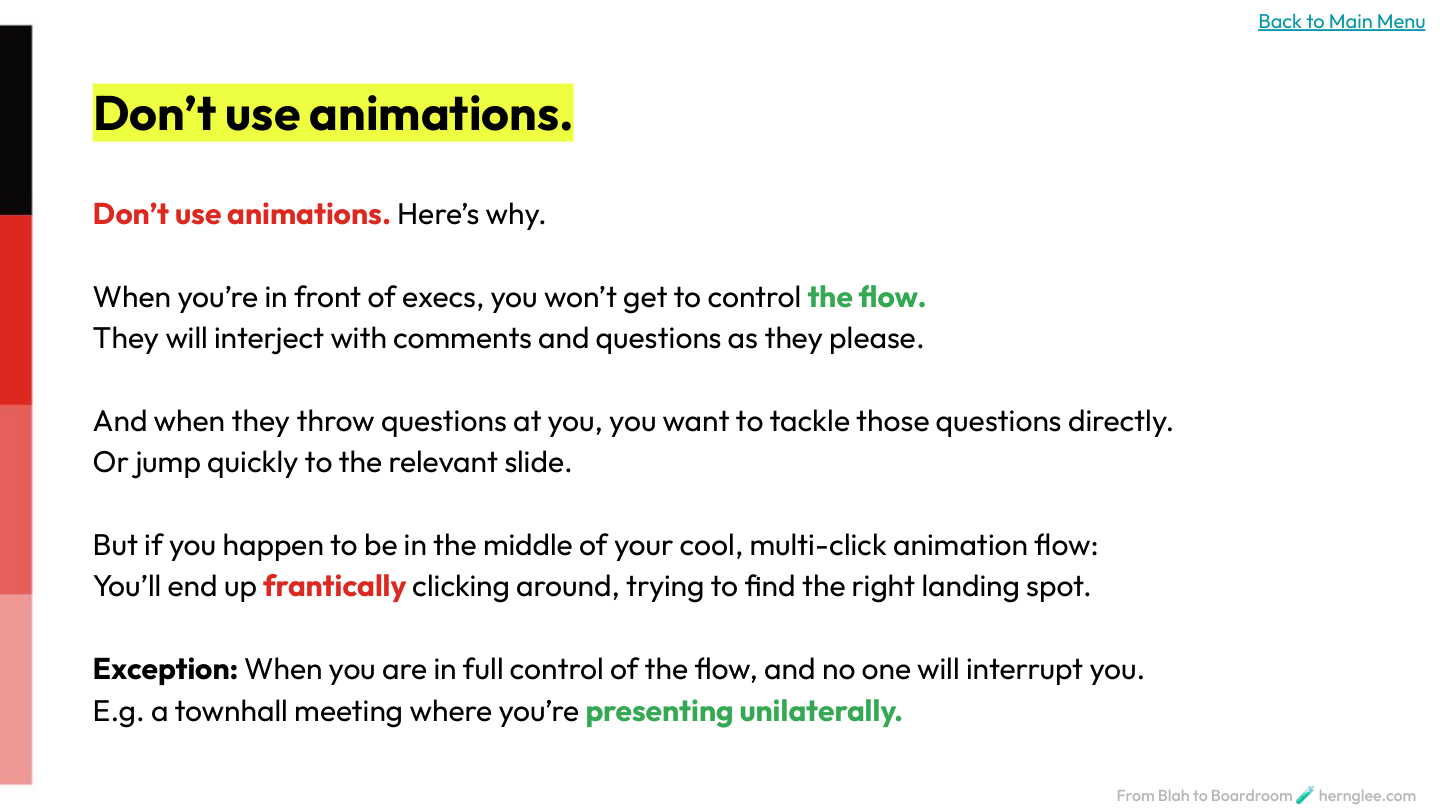 Back to Main Menu
Don’t use animations.
Don’t use animations. Here’s why.
When you’re in front of execs, you won’t get to control the flow.
They will interject with comments and questions as they please.
And when they throw questions at you, you want to tackle those questions directly.
Or jump quickly to the relevant slide.
But if you happen to be in the middle of your cool, multi-click animation flow:
You’ll end up frantically clicking around, trying to find the right landing spot.
Exception: When you are in full control of the flow, and no one will interrupt you.
E.g. a townhall meeting where you’re presenting unilaterally.
From Blah to Boardroom 🧪 hernglee.com